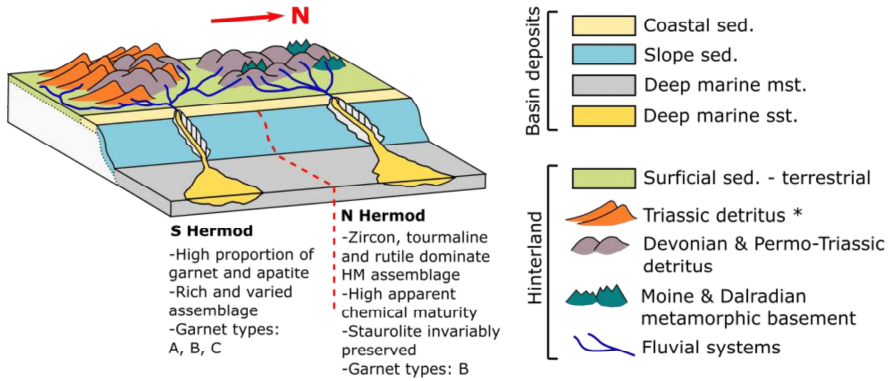 N
S Hermod
-High proportion of
garnet and apatite
-Rich and varied
assemblage
-Garnet types:
A, B, C
N Hermod
-Zircon, tourmaline
and rutile dominate
HM assemblage
-High apparent
chemical maturity
-Staurolite invariably
preserved
-Garnet types: B
Basin deposits
Coastal sed.
Slope sed.
Deep marine mst.
Deep marine sst.
Hinterland
Surficial sed. - terrestrial
Triassic detritus *
Devonian & Permo-Triassic
detritus
Moine & Dalradian
metamorphic basement
Fluvial systems